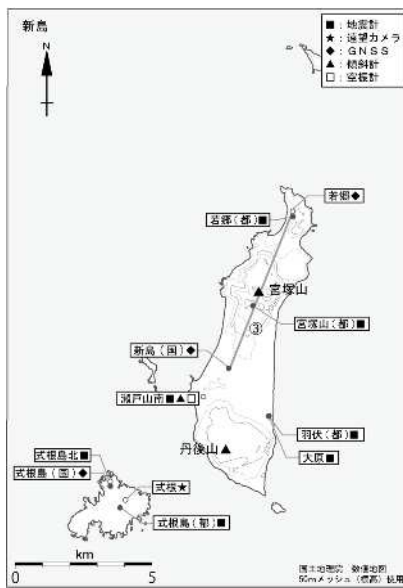 新島
■：地震計
★：遠望カメラ
◆：ＧＮＳＳ
▲：傾斜計
□：空振計
若郷◆
若郷（都）■
宮塚山
宮塚山（都）■
③
新島（国）◆
瀬戸山南■▲□
羽伏（都）■
大原■
丹後山
式根島北■
式根島（国）◆
式根★
式根島（都）■
km
0 5
国土地理院 数値地図
50mメッシュ（標高）使用